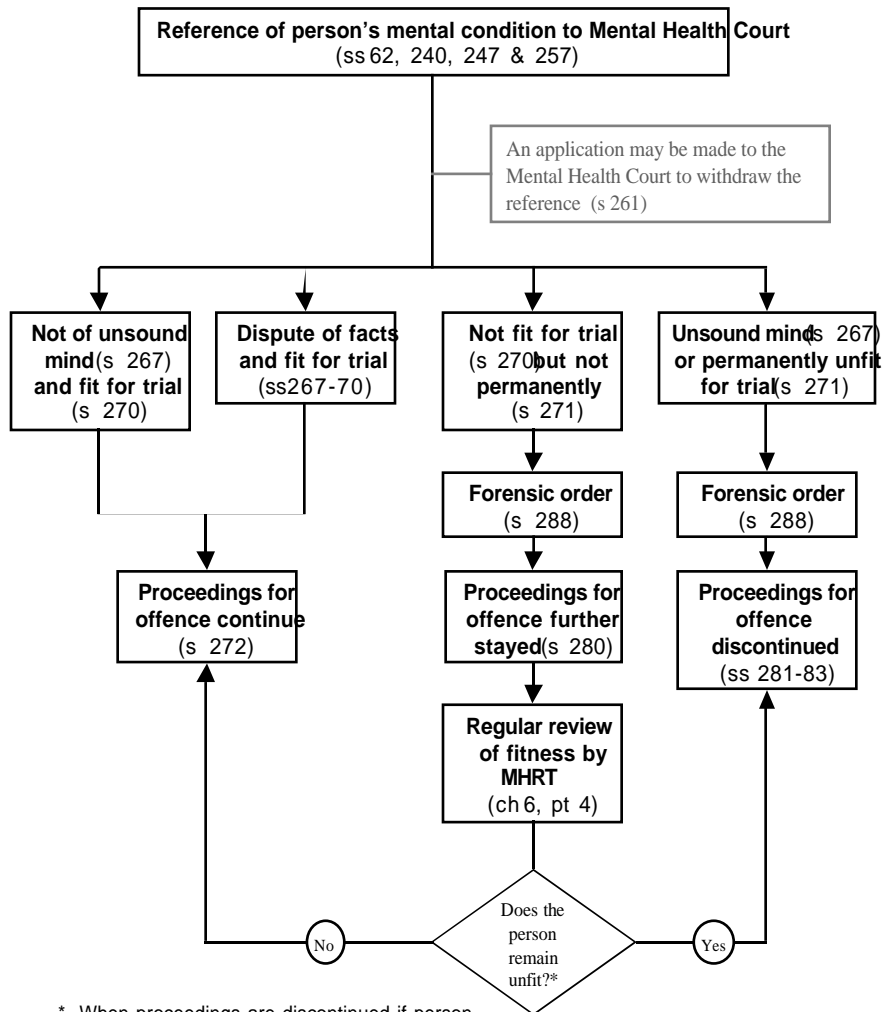 Reference of person's mental condition to Mental Health Court
(ss 62, 240, 247 & 257)
An application may be made to the
Mental Health Court to withdraw the
reference (s 261)
Not of unsound
mind (s 267)
and fit for trial
(s 270)
Dispute of facts
and fit for trial
(ss267-70)
Not fit for trial
(s 270) but not
permanently
(s 271)
Unsound mind (s 267)
or permanently unfit
for trial (s 271)
Forensic order
(s 288)
Forensic order
(s 288)
Proceedings for
offence continue
(s 272)
Proceedings for
offence further
stayed (s 280)
Proceedings for
offence
discontinued
(ss 281-83)
Regular review
of fitness by
MHRT
(ch 6, pt 4)
Does the
person
remain
unfit?*
No
Yes
* When proceedings are discontinued if person